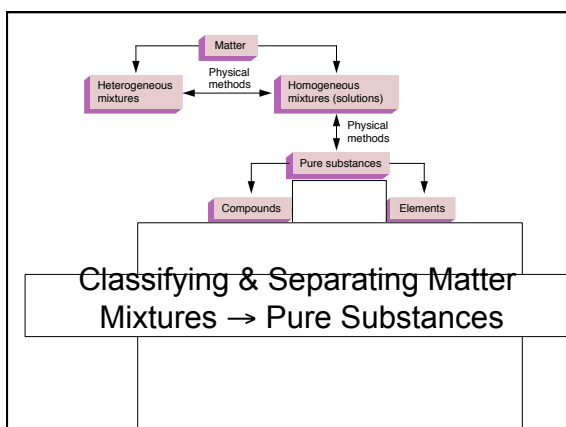 Matter
Heterogeneous
mixtures
Physical
methods
Homogeneous
mixtures (solutions)
Physical
methods
Pure substances
Compounds
Elements
Classifying & Separating Matter
Mixtures → Pure Substances